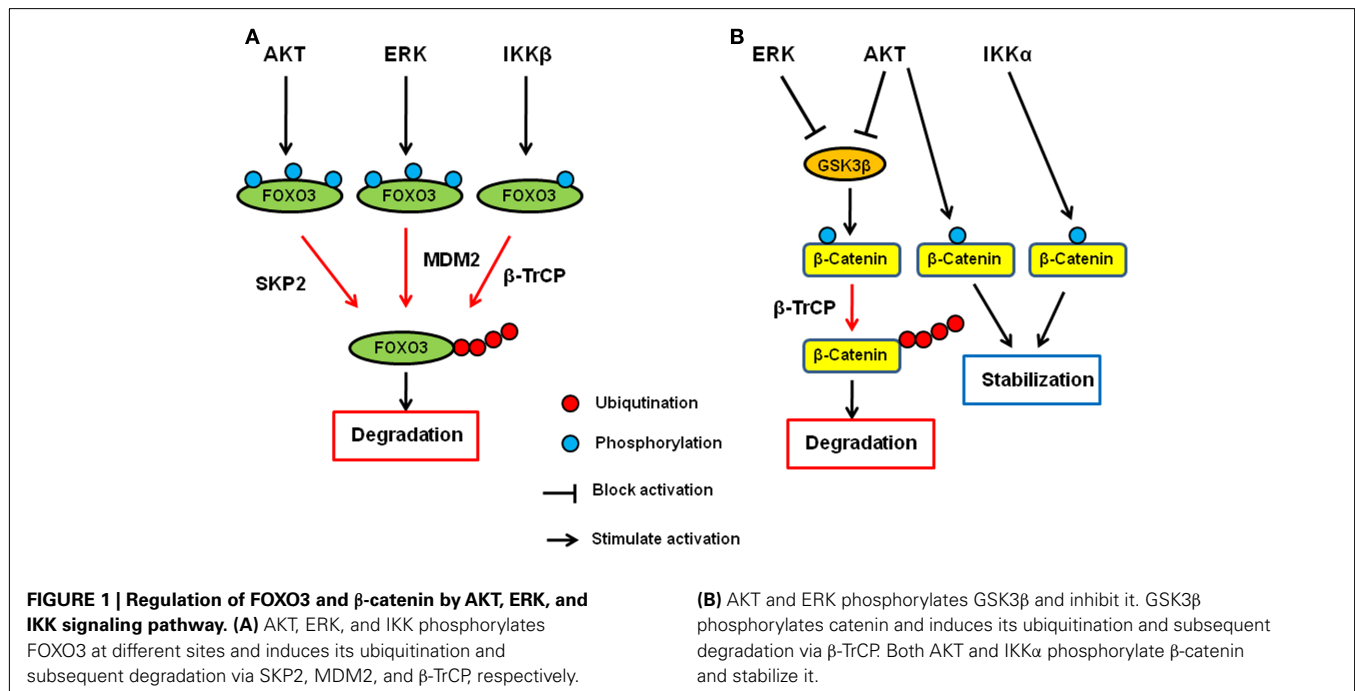 A
AKT ERK IKKβ
FOXO3 FOXO3 FOXO3
SKP2 MDM2 β-TrCP
FOXO3
Degradation
B
ERK AKT IKKα
GSK3β
β-Catenin β-Catenin β-Catenin
β-TrCP
β-Catenin
Stabilization
Degradation
Ubiqutination
Phosphorylation
Block activation
Stimulate activation
FIGURE 1 | Regulation of FOXO3 and β-catenin by AKT, ERK, and
IKK signaling pathway. (A) AKT, ERK, and IKK phosphorylates
FOXO3 at different sites and induces its ubiquitination and
subsequent degradation via SKP2, MDM2, and β-TrCP, respectively.
(B) AKT and ERK phosphorylates GSK3β and inhibit it. GSK3β
phosphorylates catenin and induces its ubiquitination and subsequent
degradation via β-TrCP. Both AKT and IKKα phosphorylate β-catenin
and stabilize it.